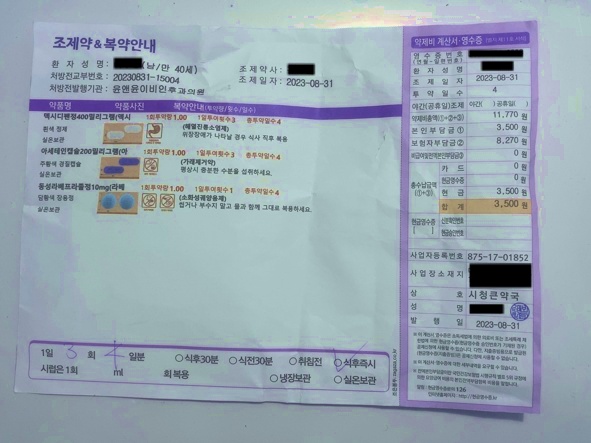 조제약&복약안내
환 자 성 명 : (남/만 40세) 조 제 약 사 :
처방전교부번호 : 20230831-15004 조 제 일 자 : 2023-08-31
처방전발행기관 : 윤앤윤이비인후과의원
약품명 약품사진 복약안내(투약량/횟수/일수)
덱시디렌400밀리그램(덱시 1회투약량 1.00 1일투여횟수 3 총투약일수 4
흰색 정제 (해열진통소염제)
실온보관 위장장애가 나타날 경우 식사 직후 복용
아세테인캡슐200밀리그램(아 1회투약량 1.00 1일투여횟수 3 총투약일수 4
주황색 경질캡슐 (가래제거약)
실온보관 평상시 충분한 수분을 섭취하세요.
동성라베프라졸정10mg(라베 1회투약량 1.00 1일투여횟수 1 총투약일수 4
담황색 장용정 (소화성궤양용제)
실온보관 씹거나 부수지 말고 물과 함께 그대로 복용하세요.
1일 3 회 4 일분 ○식후30분 ○식전30분 ○취침전 ○식후즉시
시럽은 1회 ml 회 복용 ○냉장보관 ○실온보관
약제비 계산서·영수증
영 수 증 번 호
(연월-일련번호)
환 자 성 명
조 제 일 자 2023-08-31
투 약 일 수 4
야간(공휴일)조제 야간( ) 공휴일( )
약제비총액(①+②+③) 11,770 원
본 인 부 담 금 ① 3,500 원
보험자부담금 ② 8,270 원
비급여및전액본인부담금③ 0 원
총수납금액 (①+③) 카 드 0 원
현금영수증 0 원
현 금 3,500 원
합 계 3,500 원
현금영수증 신분확인번호
[ ] 현금승인번호
사업자등록번호 875-17-01852
사 업 장 소 재 지
상 호 시청큰약국
성 명
발 행 일 2023-08-31